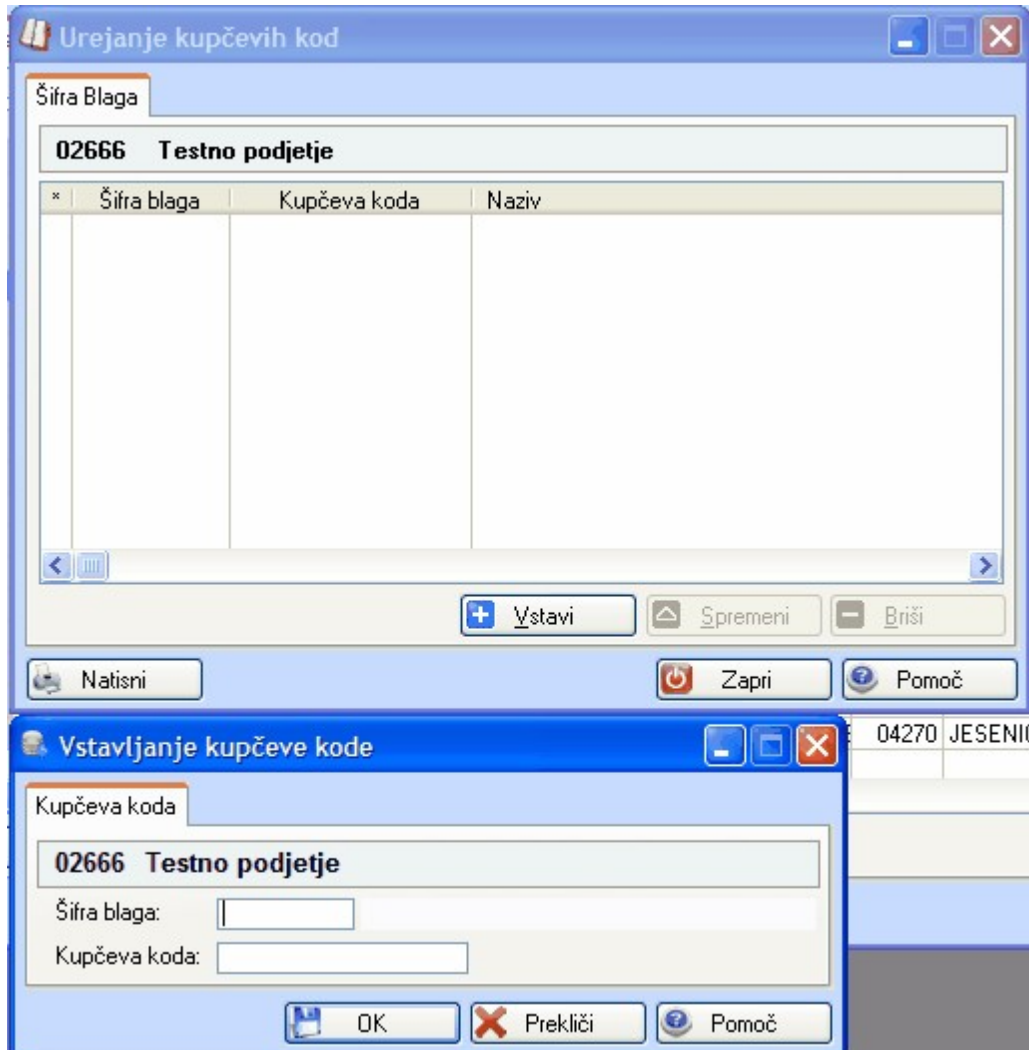 Urejanje kupčevih kod
Šifra Blaga
02666 Testno podjetje
* Šifra blaga Kupčeva koda Naziv
Vstavi Spremeni Briši
Natisni Zapri Pomoč
04270 JESENIC
Vstavljanje kupčeve kode
Kupčeva koda
02666 Testno podjetje
Šifra blaga:
Kupčeva koda:
OK Prekliči Pomoč